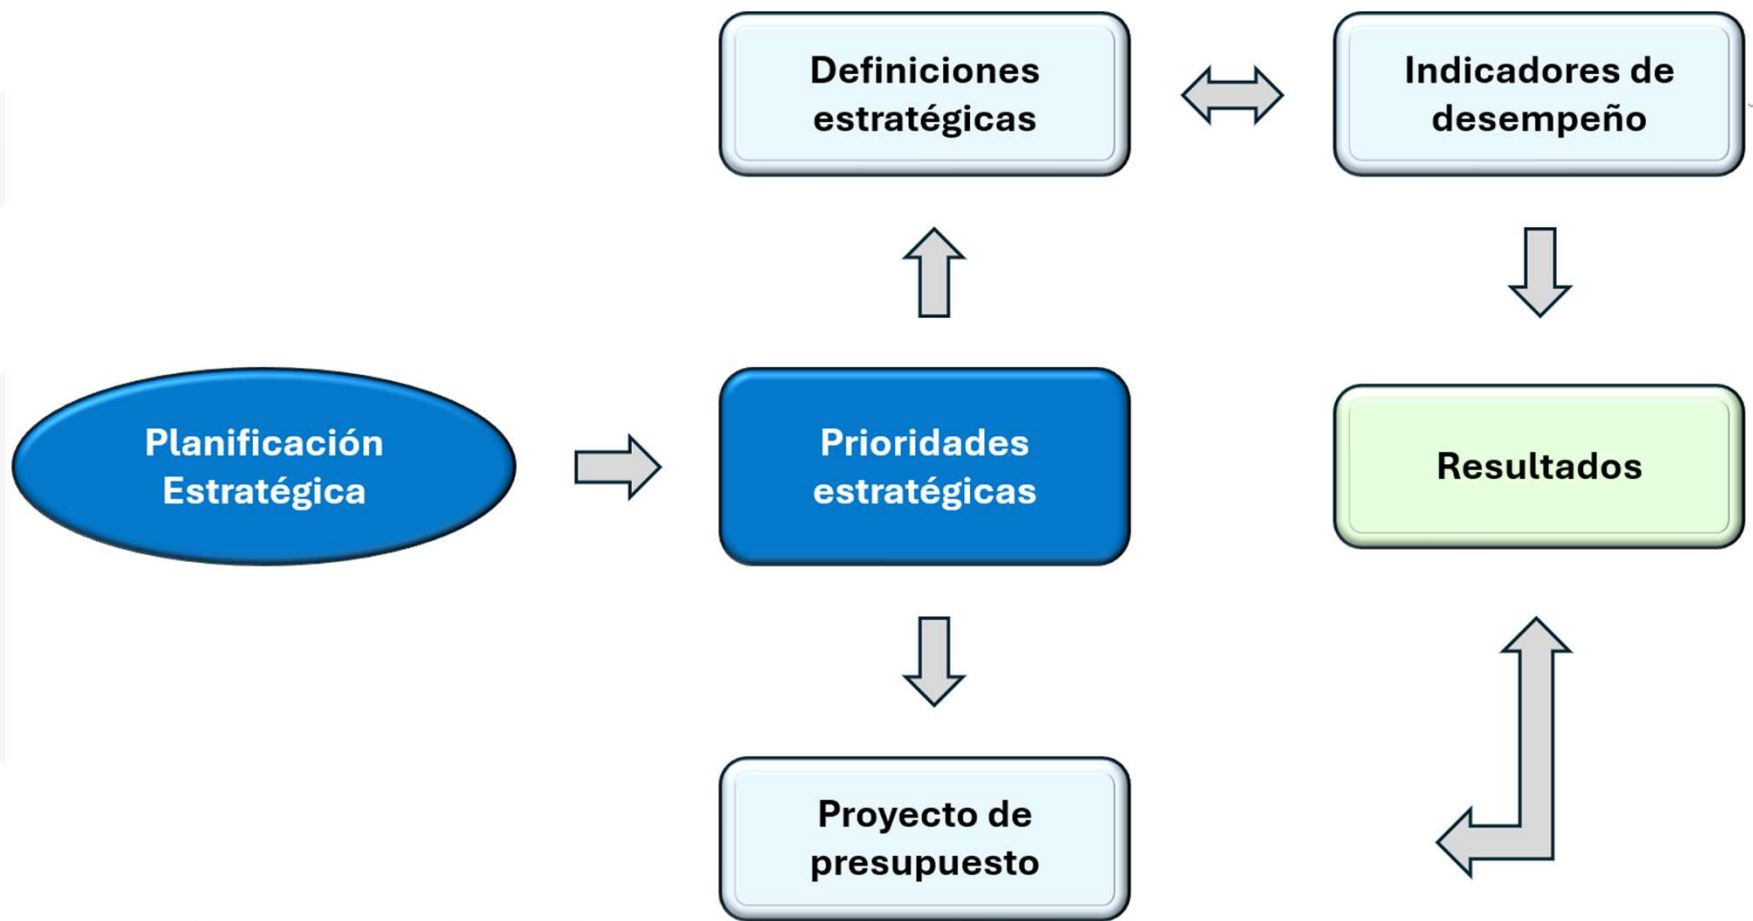 Definiciones
estratégicas
Indicadores de
desempeño
Planificación
Estratégica
Prioridades
estratégicas
Resultados
Proyecto de
presupuesto